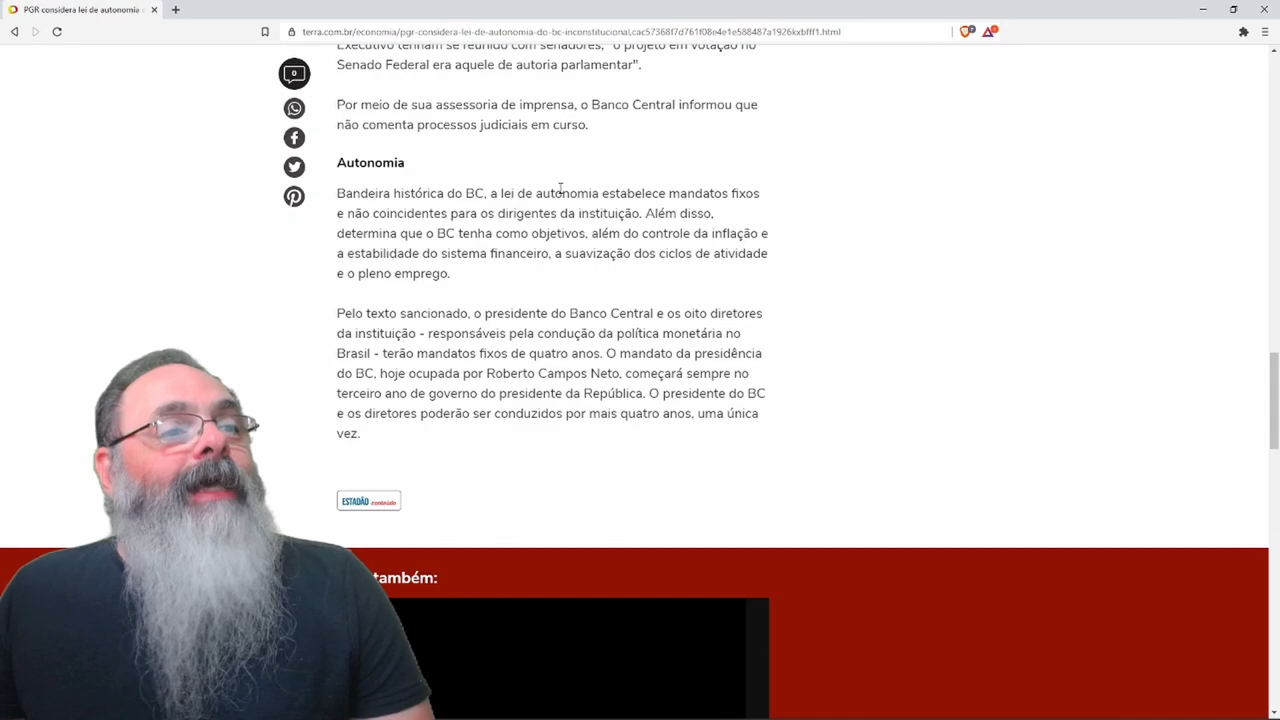 PGR considera lei de autonomia d
terra.com.br/economia/pgr-considera-lei-de-autonomia-do-bc-inconstitucional,cac57368f7d761f08e4e1e588487a1926kxbfff1.html
Executivo tenham se reunido com senadores, "o projeto em votação no
Senado Federal era aquele de autoria parlamentar".
0
Por meio de sua assessoria de imprensa, o Banco Central informou que
não comenta processos judiciais em curso.
Autonomia
Bandeira histórica do BC, a lei de autonomia estabelece mandatos fixos
e não coincidentes para os dirigentes da instituição. Além disso,
determina que o BC tenha como objetivos, além do controle da inflação e
a estabilidade do sistema financeiro, a suavização dos ciclos de atividade
e o pleno emprego.
Pelo texto sancionado, o presidente do Banco Central e os oito diretores
da instituição - responsáveis pela condução da política monetária no
Brasil - terão mandatos fixos de quatro anos. O mandato da presidência
do BC, hoje ocupada por Roberto Campos Neto, começará sempre no
terceiro ano de governo do presidente da República. O presidente do BC
e os diretores poderão ser conduzidos por mais quatro anos, uma única
vez.
ESTADÃO conteúdo
também: